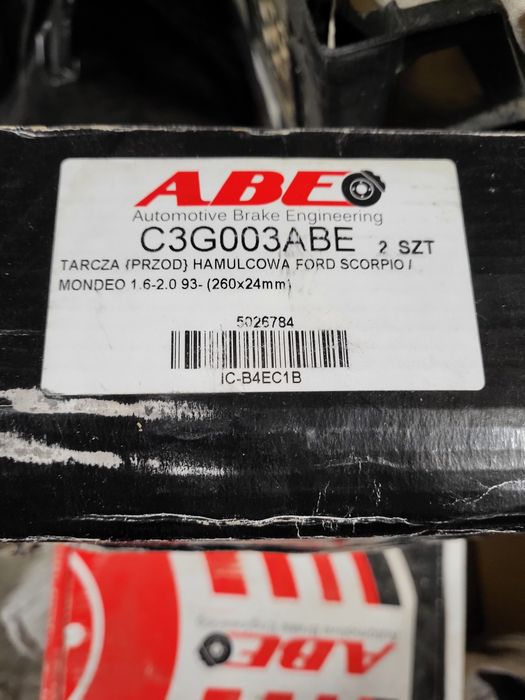 ABE
Automotive Brake Engineering
C3G003ABE 2 SZT
TARCZA {PRZOD} HAMULCOWA FORD SCORPIO /
MONDEO 1.6-2.0 93- (260x24mm)
5026784
IC-B4EC1B
ABE
Automotive Brake Engineering